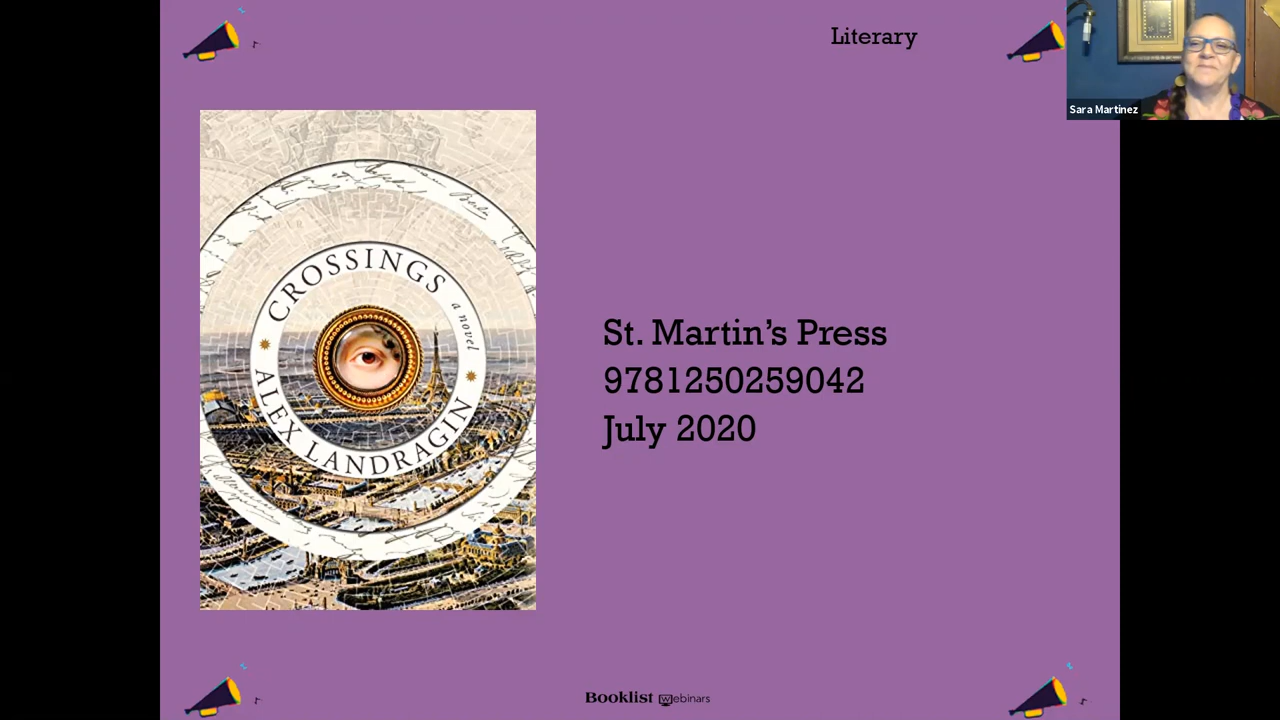 Literary
Sara Martinez
CROSSINGS
a novel
ALEX LANDRAGIN
St. Martin's Press
9781250259042
July 2020
Booklist Webinars